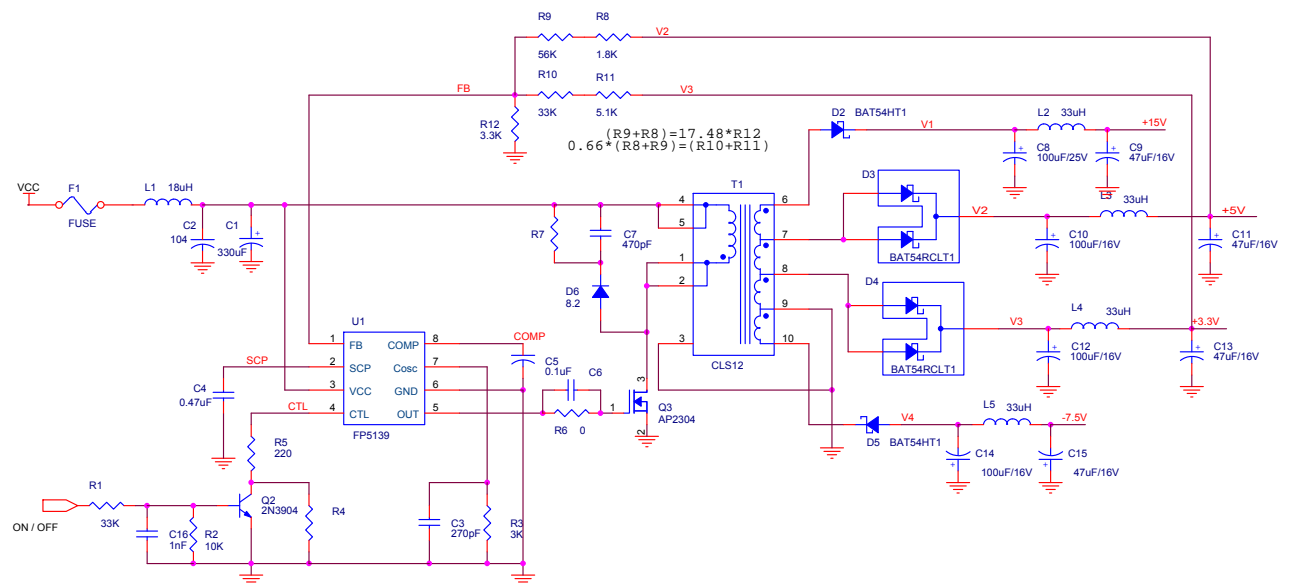 R9
R8
V2
56K
1.8K
R10
R11
FB
V3
33K
5.1K
R12
3.3K
(R9+R8)=17.48*R12
0.66*(R8+R9)=(R10+R11)
D2
BAT54HT1
V1
L2
33uH
+15V
C8
100uF/25V
C9
47uF/16V
VCC
F1
FUSE
L1
18uH
C2
104
C1
330uF
R7
C7
470pF
D6
8.2
T1
4
5
1
2
3
6
7
8
9
10
CLS12
D3
BAT54RCLT1
V2
L3
33uH
+5V
C10
100uF/16V
C11
47uF/16V
D4
BAT54RCLT1
V3
L4
33uH
+3.3V
C12
100uF/16V
C13
47uF/16V
U1
1
FB
COMP
8
COMP
SCP
2
SCP
Cosc
7
3
VCC
GND
6
CTL
4
CTL
OUT
5
FP5139
C4
0.47uF
C5
0.1uF
C6
R6
0
1
3
2
Q3
AP2304
V4
D5
BAT54HT1
L5
33uH
-7.5V
C14
100uF/16V
C15
47uF/16V
R5
220
R1
33K
ON / OFF
C16
1nF
R2
10K
Q2
2N3904
R4
C3
270pF
R3
3K